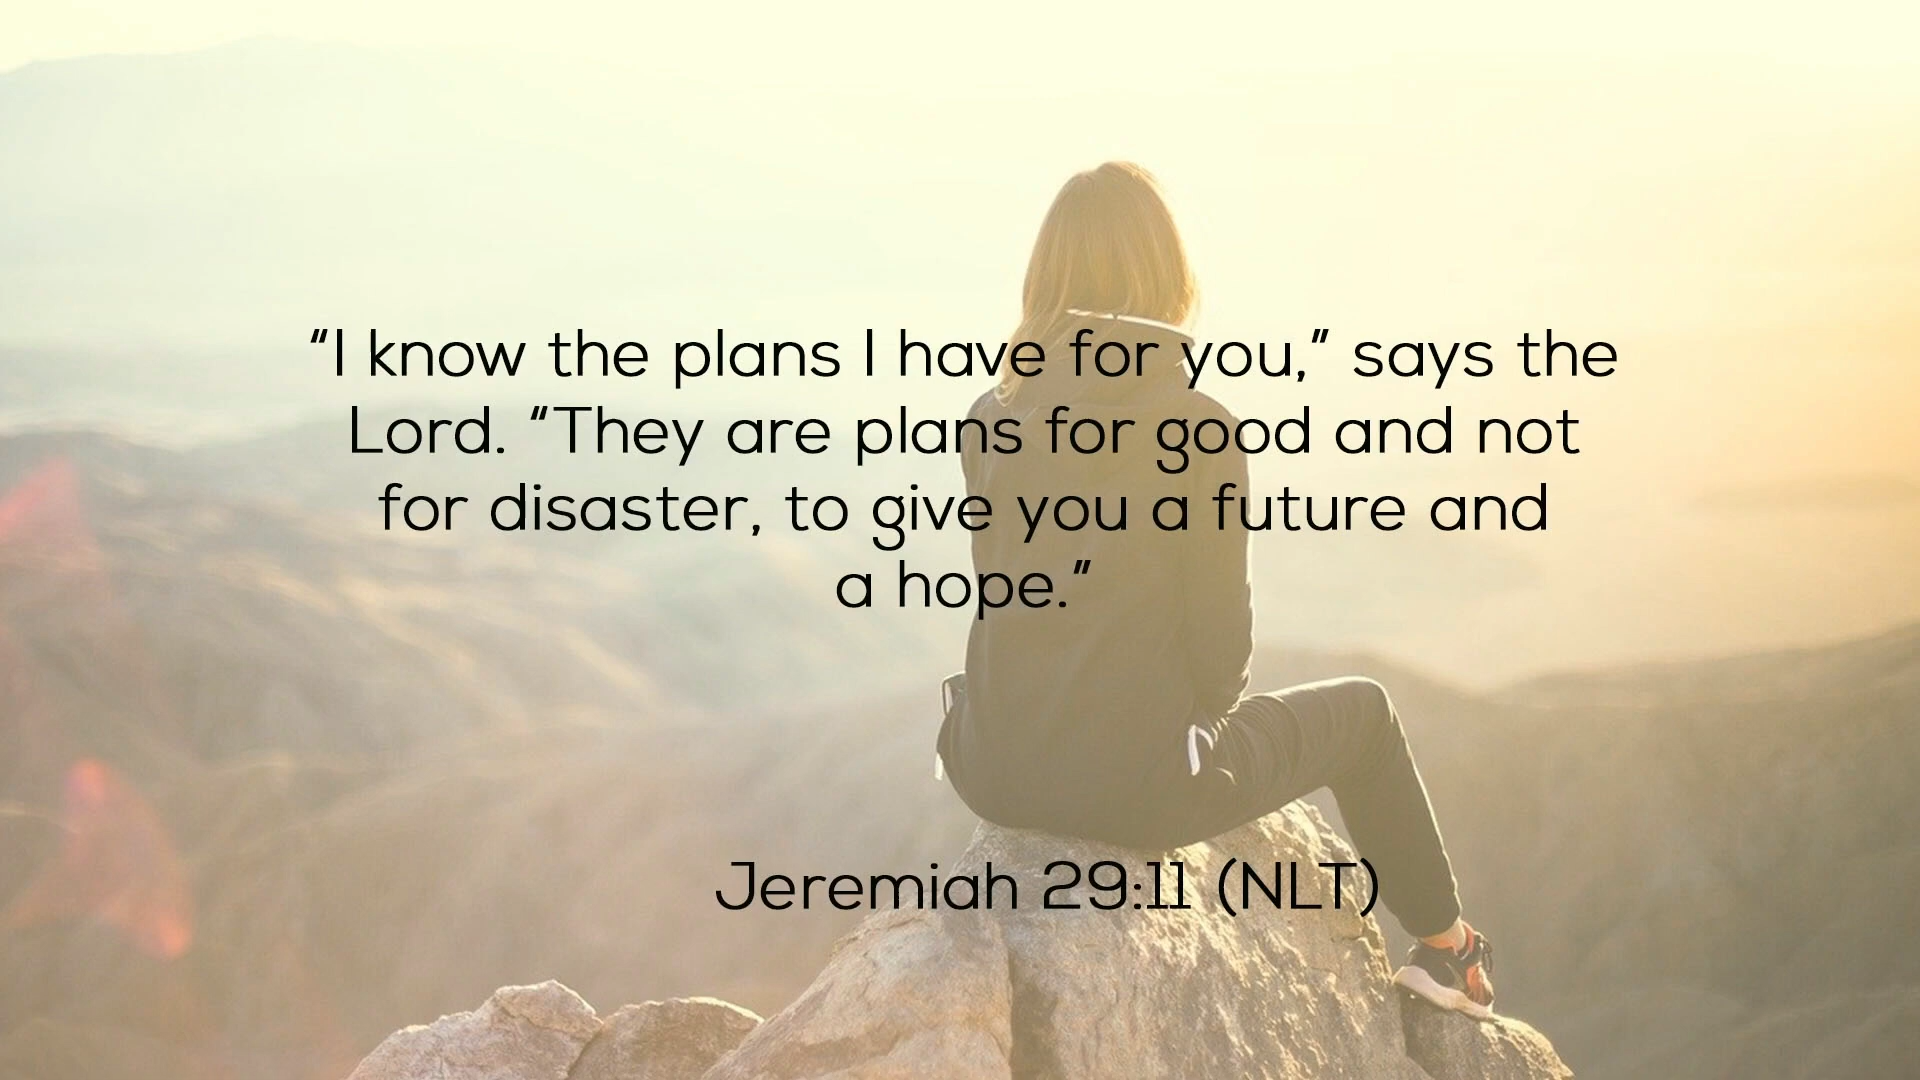 “I know the plans I have for you,” says the
Lord. “They are plans for good and not
for disaster, to give you a future and
a hope.”
Jeremiah 29:11 (NLT)